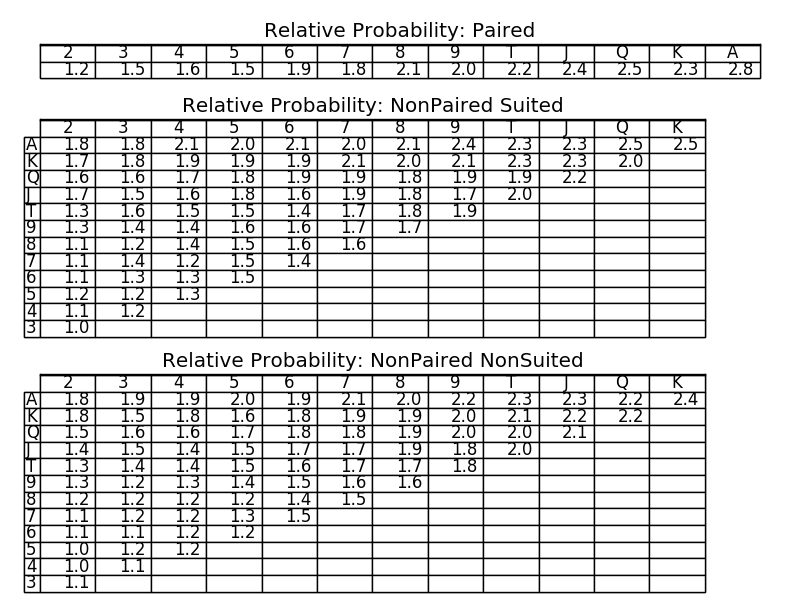 Relative Probability: Paired
2 3 4 5 6 7 8 9 T J Q K A
1.2 1.5 1.6 1.5 1.9 1.8 2.1 2.0 2.2 2.4 2.5 2.3 2.8
Relative Probability: NonPaired Suited
2 3 4 5 6 7 8 9 T J Q K
A 1.8 1.8 2.1 2.0 2.1 2.0 2.1 2.4 2.3 2.3 2.5 2.5
K 1.7 1.8 1.9 1.9 1.9 2.1 2.0 2.1 2.3 2.3 2.0
Q 1.6 1.6 1.7 1.8 1.9 1.9 1.8 1.9 1.9 2.2
J 1.7 1.5 1.6 1.8 1.6 1.9 1.8 1.7 2.0
T 1.3 1.6 1.5 1.5 1.4 1.7 1.8 1.9
9 1.3 1.4 1.4 1.6 1.6 1.7 1.7
8 1.1 1.2 1.4 1.5 1.6 1.6
7 1.1 1.4 1.2 1.5 1.4
6 1.1 1.3 1.3 1.5
5 1.2 1.2 1.3
4 1.1 1.2
3 1.0
Relative Probability: NonPaired NonSuited
2 3 4 5 6 7 8 9 T J Q K
A 1.8 1.9 1.9 2.0 1.9 2.1 2.0 2.2 2.3 2.3 2.2 2.4
K 1.8 1.5 1.8 1.6 1.8 1.9 1.9 2.0 2.1 2.2 2.2
Q 1.5 1.6 1.6 1.7 1.8 1.8 1.9 2.0 2.0 2.1
J 1.4 1.5 1.4 1.5 1.7 1.7 1.9 1.8 2.0
T 1.3 1.4 1.4 1.5 1.6 1.7 1.7 1.8
9 1.3 1.2 1.3 1.4 1.5 1.6 1.6
8 1.2 1.2 1.2 1.2 1.4 1.5
7 1.1 1.2 1.2 1.3 1.5
6 1.1 1.1 1.2 1.2
5 1.0 1.2 1.2
4 1.0 1.1
3 1.1